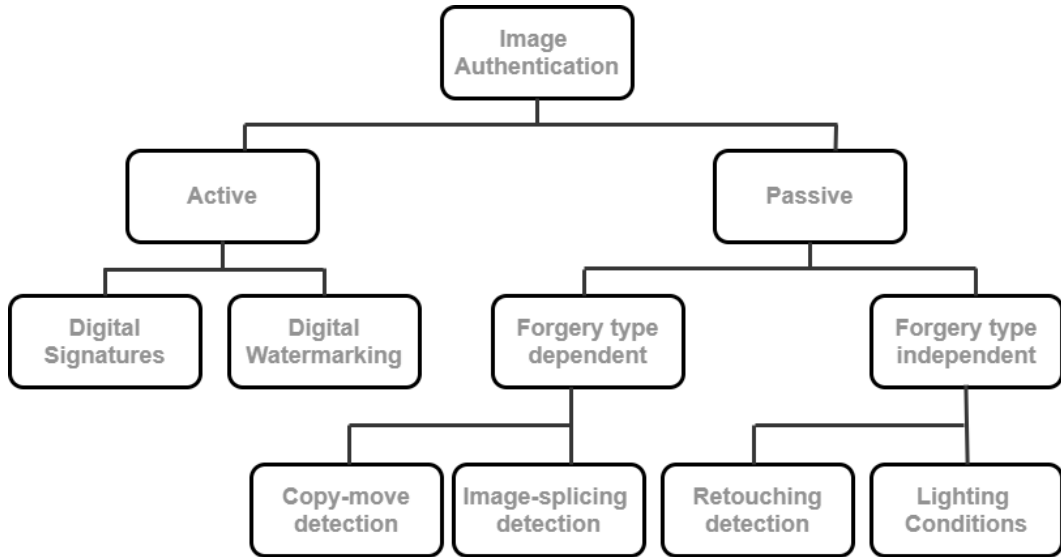 Image
Authentication
Active
Passive
Digital
Signatures
Digital
Watermarking
Forgery type
dependent
Forgery type
independent
Copy-move
detection
Image-splicing
detection
Retouching
detection
Lighting
Conditions